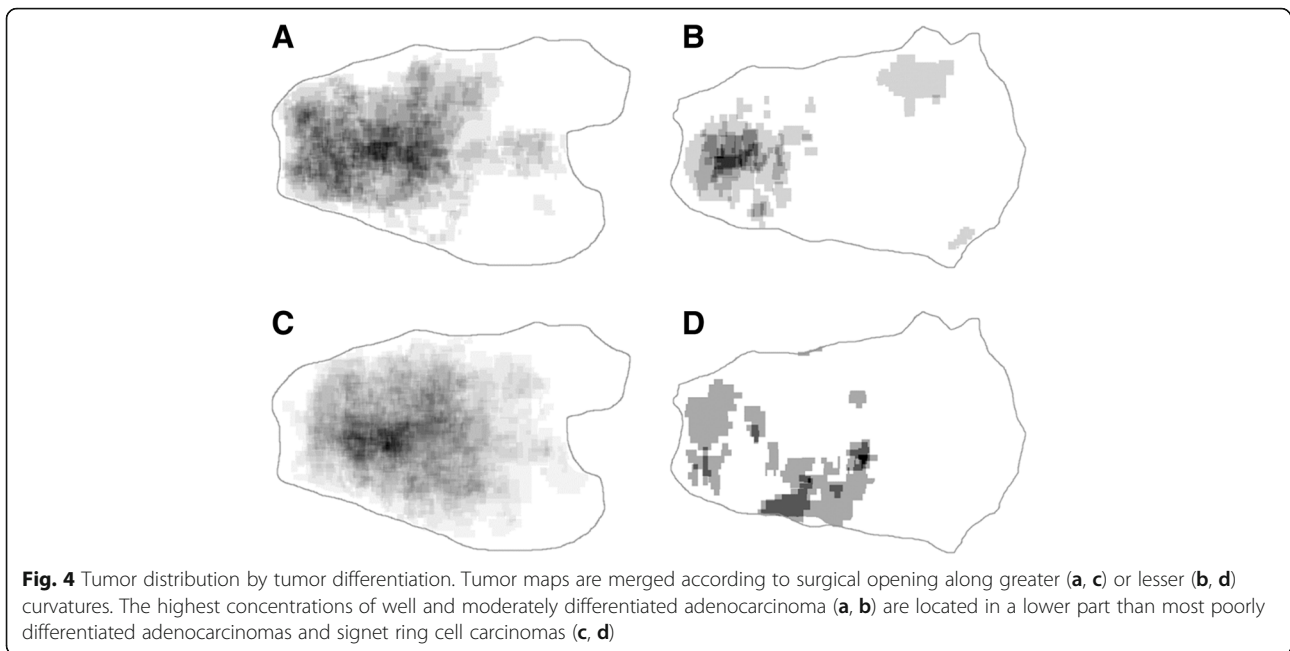 A
B
C
D
Fig. 4 Tumor distribution by tumor differentiation. Tumor maps are merged according to surgical opening along greater (a, c) or lesser (b, d)
curvatures. The highest concentrations of well and moderately differentiated adenocarcinoma (a, b) are located in a lower part than most poorly
differentiated adenocarcinomas and signet ring cell carcinomas (c, d)